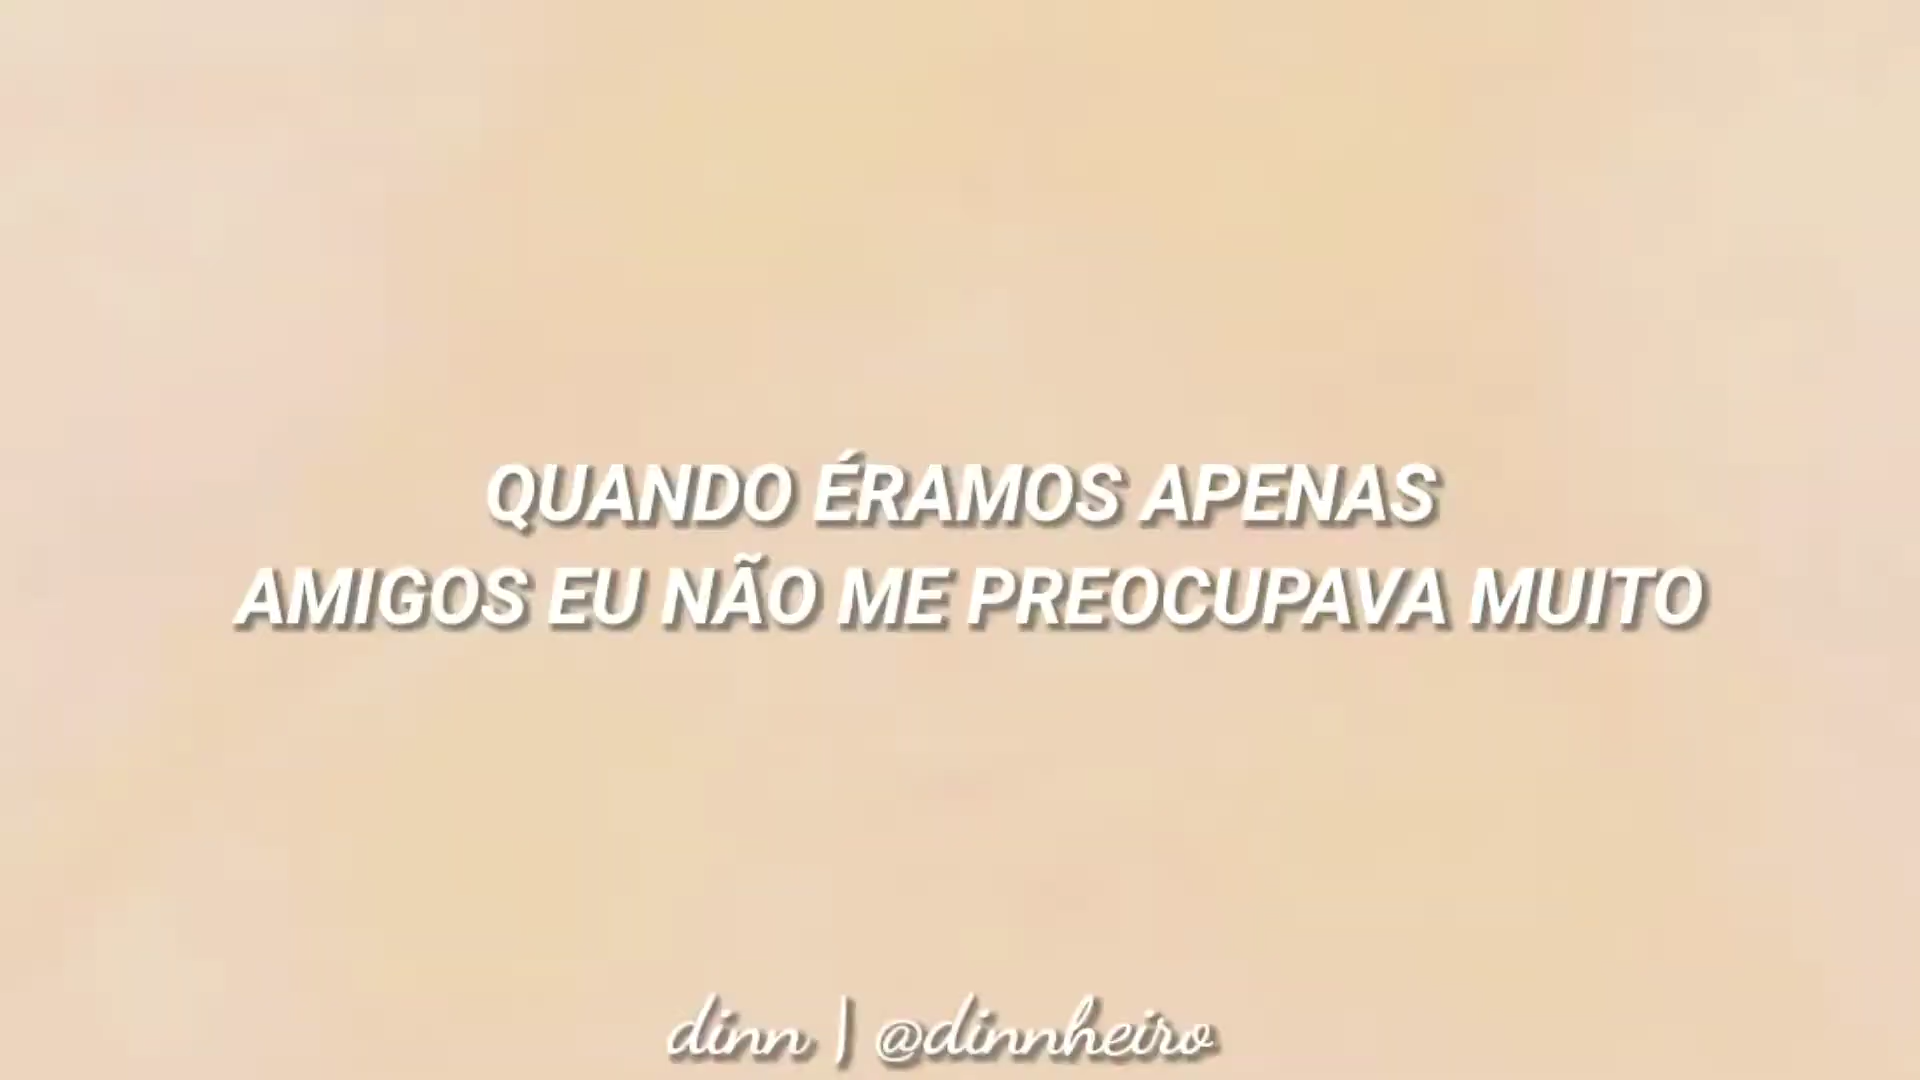 QUANDO ÉRAMOS APENAS
AMIGOS EU NÃO ME PREOCUPAVA MUITO
dinn | @dinnheiro